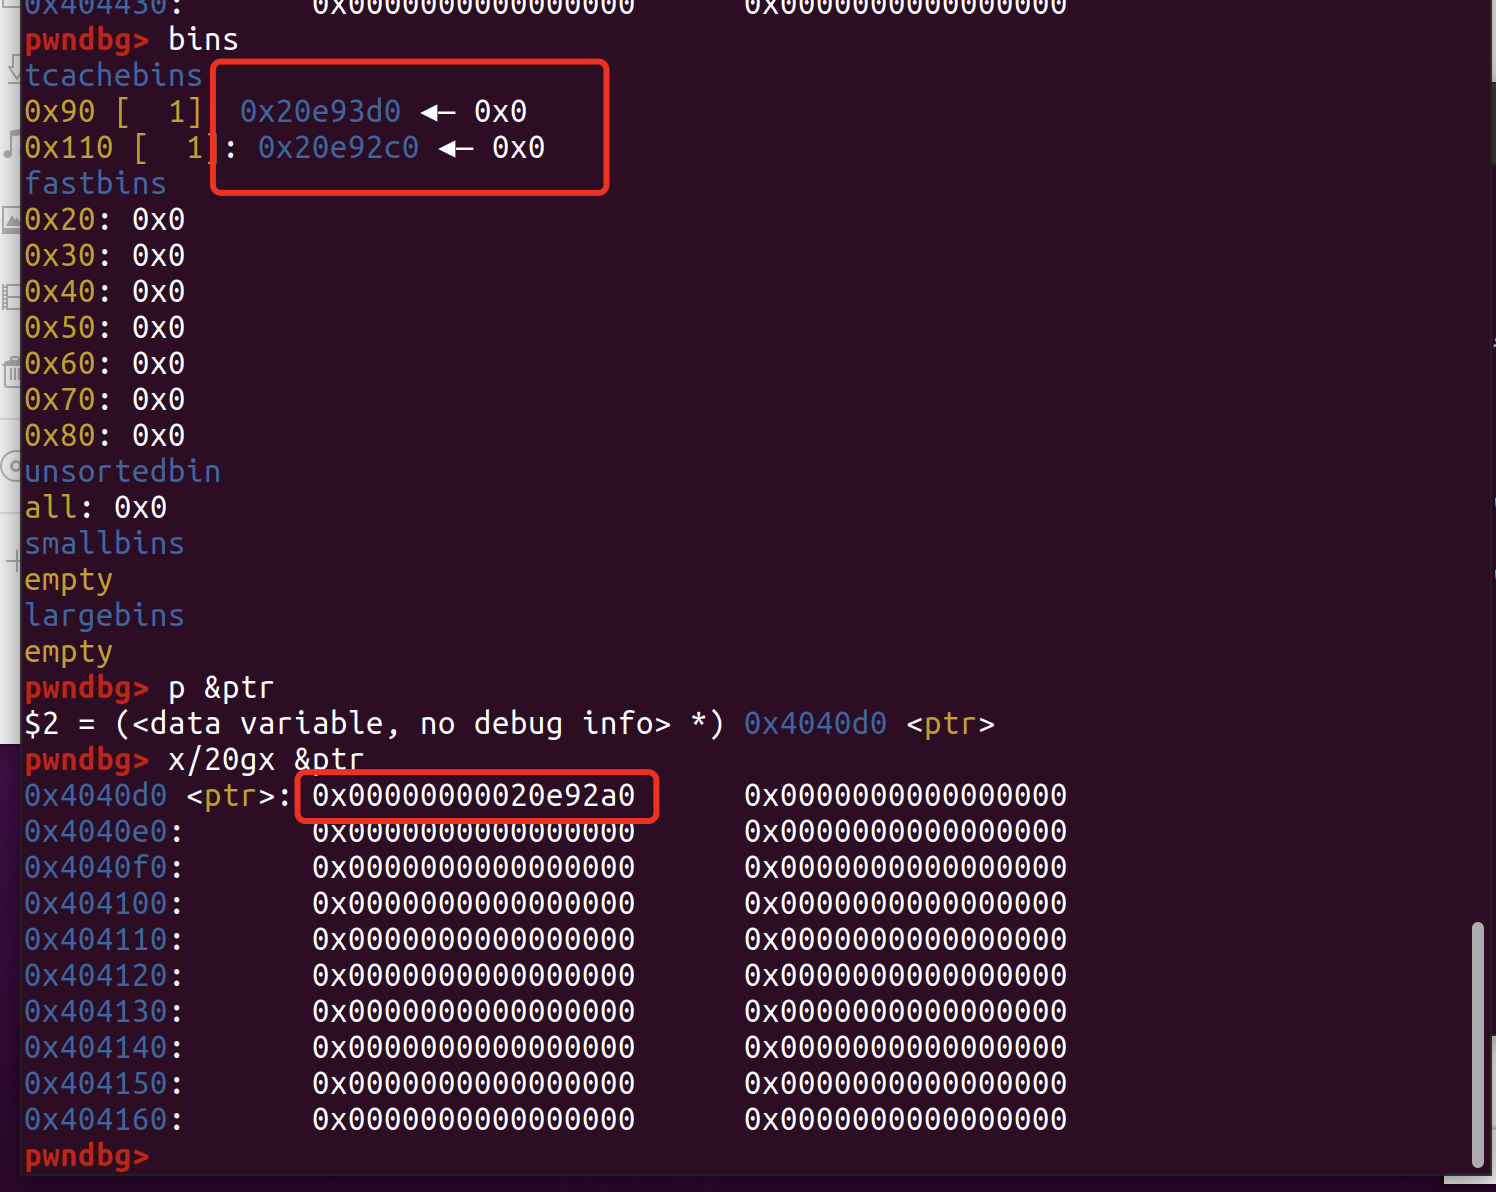 0x404430:       0x0000000000000000      0x0000000000000000
pwndbg> bins
tcachebins
0x90 [  1]  0x20e93d0 ◂— 0x0
0x110 [  1]: 0x20e92c0 ◂— 0x0
fastbins
0x20: 0x0
0x30: 0x0
0x40: 0x0
0x50: 0x0
0x60: 0x0
0x70: 0x0
0x80: 0x0
unsortedbin
all: 0x0
smallbins
empty
largebins
empty
pwndbg> p &ptr
$2 = (<data variable, no debug info> *) 0x4040d0 <ptr>
pwndbg> x/20gx &ptr
0x4040d0 <ptr>: 0x00000000020e92a0      0x0000000000000000
0x4040e0:       0x0000000000000000      0x0000000000000000
0x4040f0:       0x0000000000000000      0x0000000000000000
0x404100:       0x0000000000000000      0x0000000000000000
0x404110:       0x0000000000000000      0x0000000000000000
0x404120:       0x0000000000000000      0x0000000000000000
0x404130:       0x0000000000000000      0x0000000000000000
0x404140:       0x0000000000000000      0x0000000000000000
0x404150:       0x0000000000000000      0x0000000000000000
0x404160:       0x0000000000000000      0x0000000000000000
pwndbg>